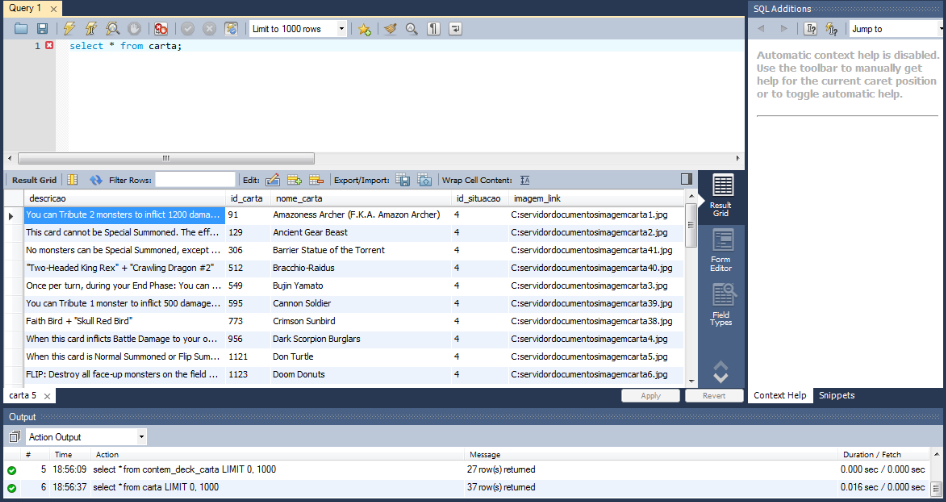 Query 1
SQL Additions
Limit to 1000 rows
Jump to
1 select * from carta;
Automatic context help is disabled.
Use the toolbar to manually get
help for the current caret position
or to toggle automatic help.
Result Grid Filter Rows: Edit: Export/Import: Wrap Cell Content:
descricao id_carta nome_carta id_situacao imagem_link
You can Tribute 2 monsters to inflict 1200 dama... 91 Amazoness Archer (F.K.A. Amazon Archer) 4 C:servidordocumentosimagemcarta1.jpg
This card cannot be Special Summoned. The eff... 129 Ancient Gear Beast 4 C:servidordocumentosimagemcarta2.jpg
No monsters can be Special Summoned, except ... 306 Barrier Statue of the Torrent 4 C:servidordocumentosimagemcarta41.jpg
"Two-Headed King Rex" + "Crawling Dragon #2" 512 Bracchio-Raidus 4 C:servidordocumentosimagemcarta40.jpg
Once per turn, during your End Phase: You can ... 549 Bujin Yamato 4 C:servidordocumentosimagemcarta3.jpg
You can Tribute 1 monster to inflict 500 damage... 595 Cannon Soldier 4 C:servidordocumentosimagemcarta39.jpg
Faith Bird + "Skull Red Bird" 773 Crimson Sunbird 4 C:servidordocumentosimagemcarta38.jpg
When this card inflicts Battle Damage to your o... 956 Dark Scorpion Burglars 4 C:servidordocumentosimagemcarta4.jpg
When this card is Normal Summoned or Flip Sum... 1121 Don Turtle 4 C:servidordocumentosimagemcarta5.jpg
FLIP: Destroy all face-up monsters on the field ... 1123 Doom Donuts 4 C:servidordocumentosimagemcarta6.jpg
Result
Grid
Form
Editor
Field
Types
carta 5
Apply
Revert
Context Help
Snippets
Output
Action Output
# Time Action Message Duration / Fetch
5 18:56:09 select * from contem_deck_carta LIMIT 0, 1000 27 row(s) returned 0.000 sec / 0.000 sec
6 18:56:37 select * from carta LIMIT 0, 1000 37 row(s) returned 0.016 sec / 0.000 sec